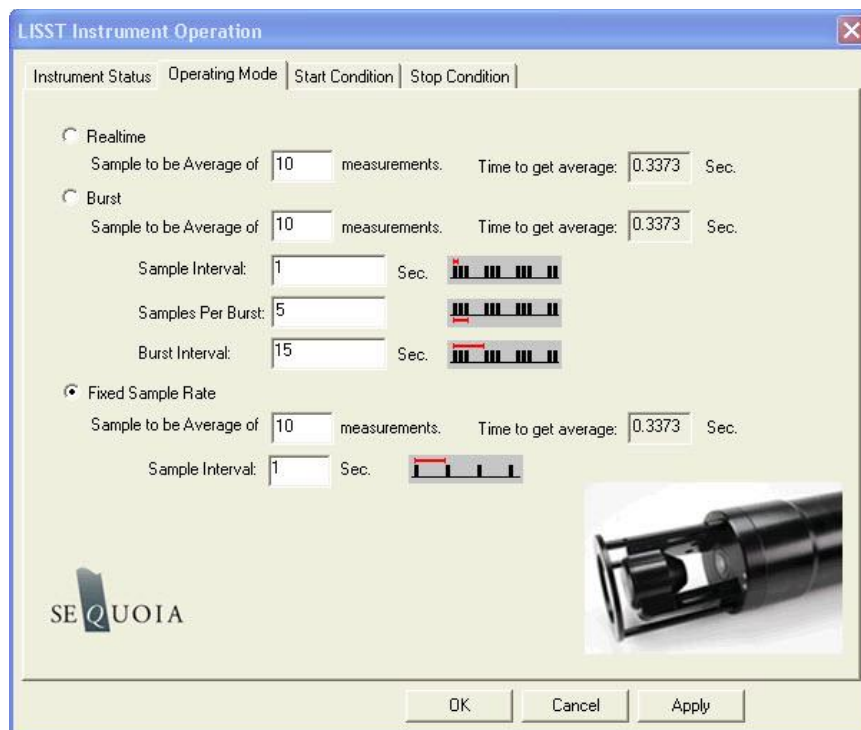 LISST Instrument Operation
Instrument Status Operating Mode Start Condition Stop Condition
Realtime
Sample to be Average of 10 measurements. Time to get average: 0.3373 Sec.
Burst
Sample to be Average of 10 measurements. Time to get average: 0.3373 Sec.
Sample Interval: 1 Sec.
Samples Per Burst: 5
Burst Interval: 15 Sec.
Fixed Sample Rate
Sample to be Average of 10 measurements. Time to get average: 0.3373 Sec.
Sample Interval: 1 Sec.
SEQUOIA
OK Cancel Apply